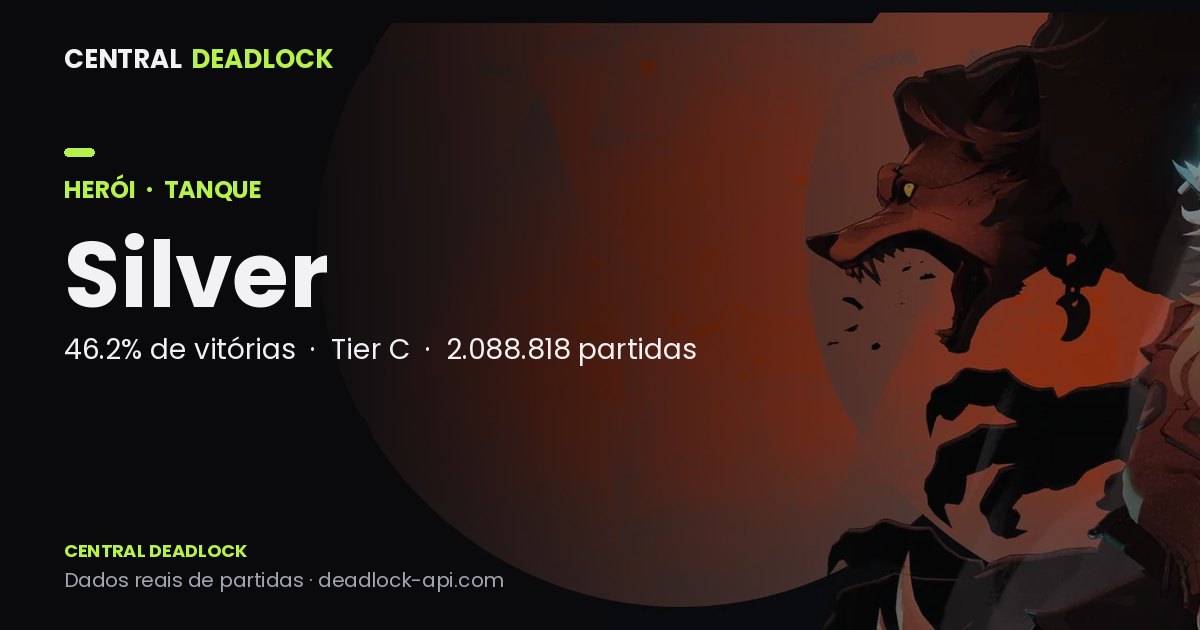 CENTRAL DEADLOCK
HERÓI · TANQUE
Silver
46.2% de vitórias · Tier C · 2.088.818 partidas
CENTRAL DEADLOCK
Dados reais de partidas · deadlock-api.com